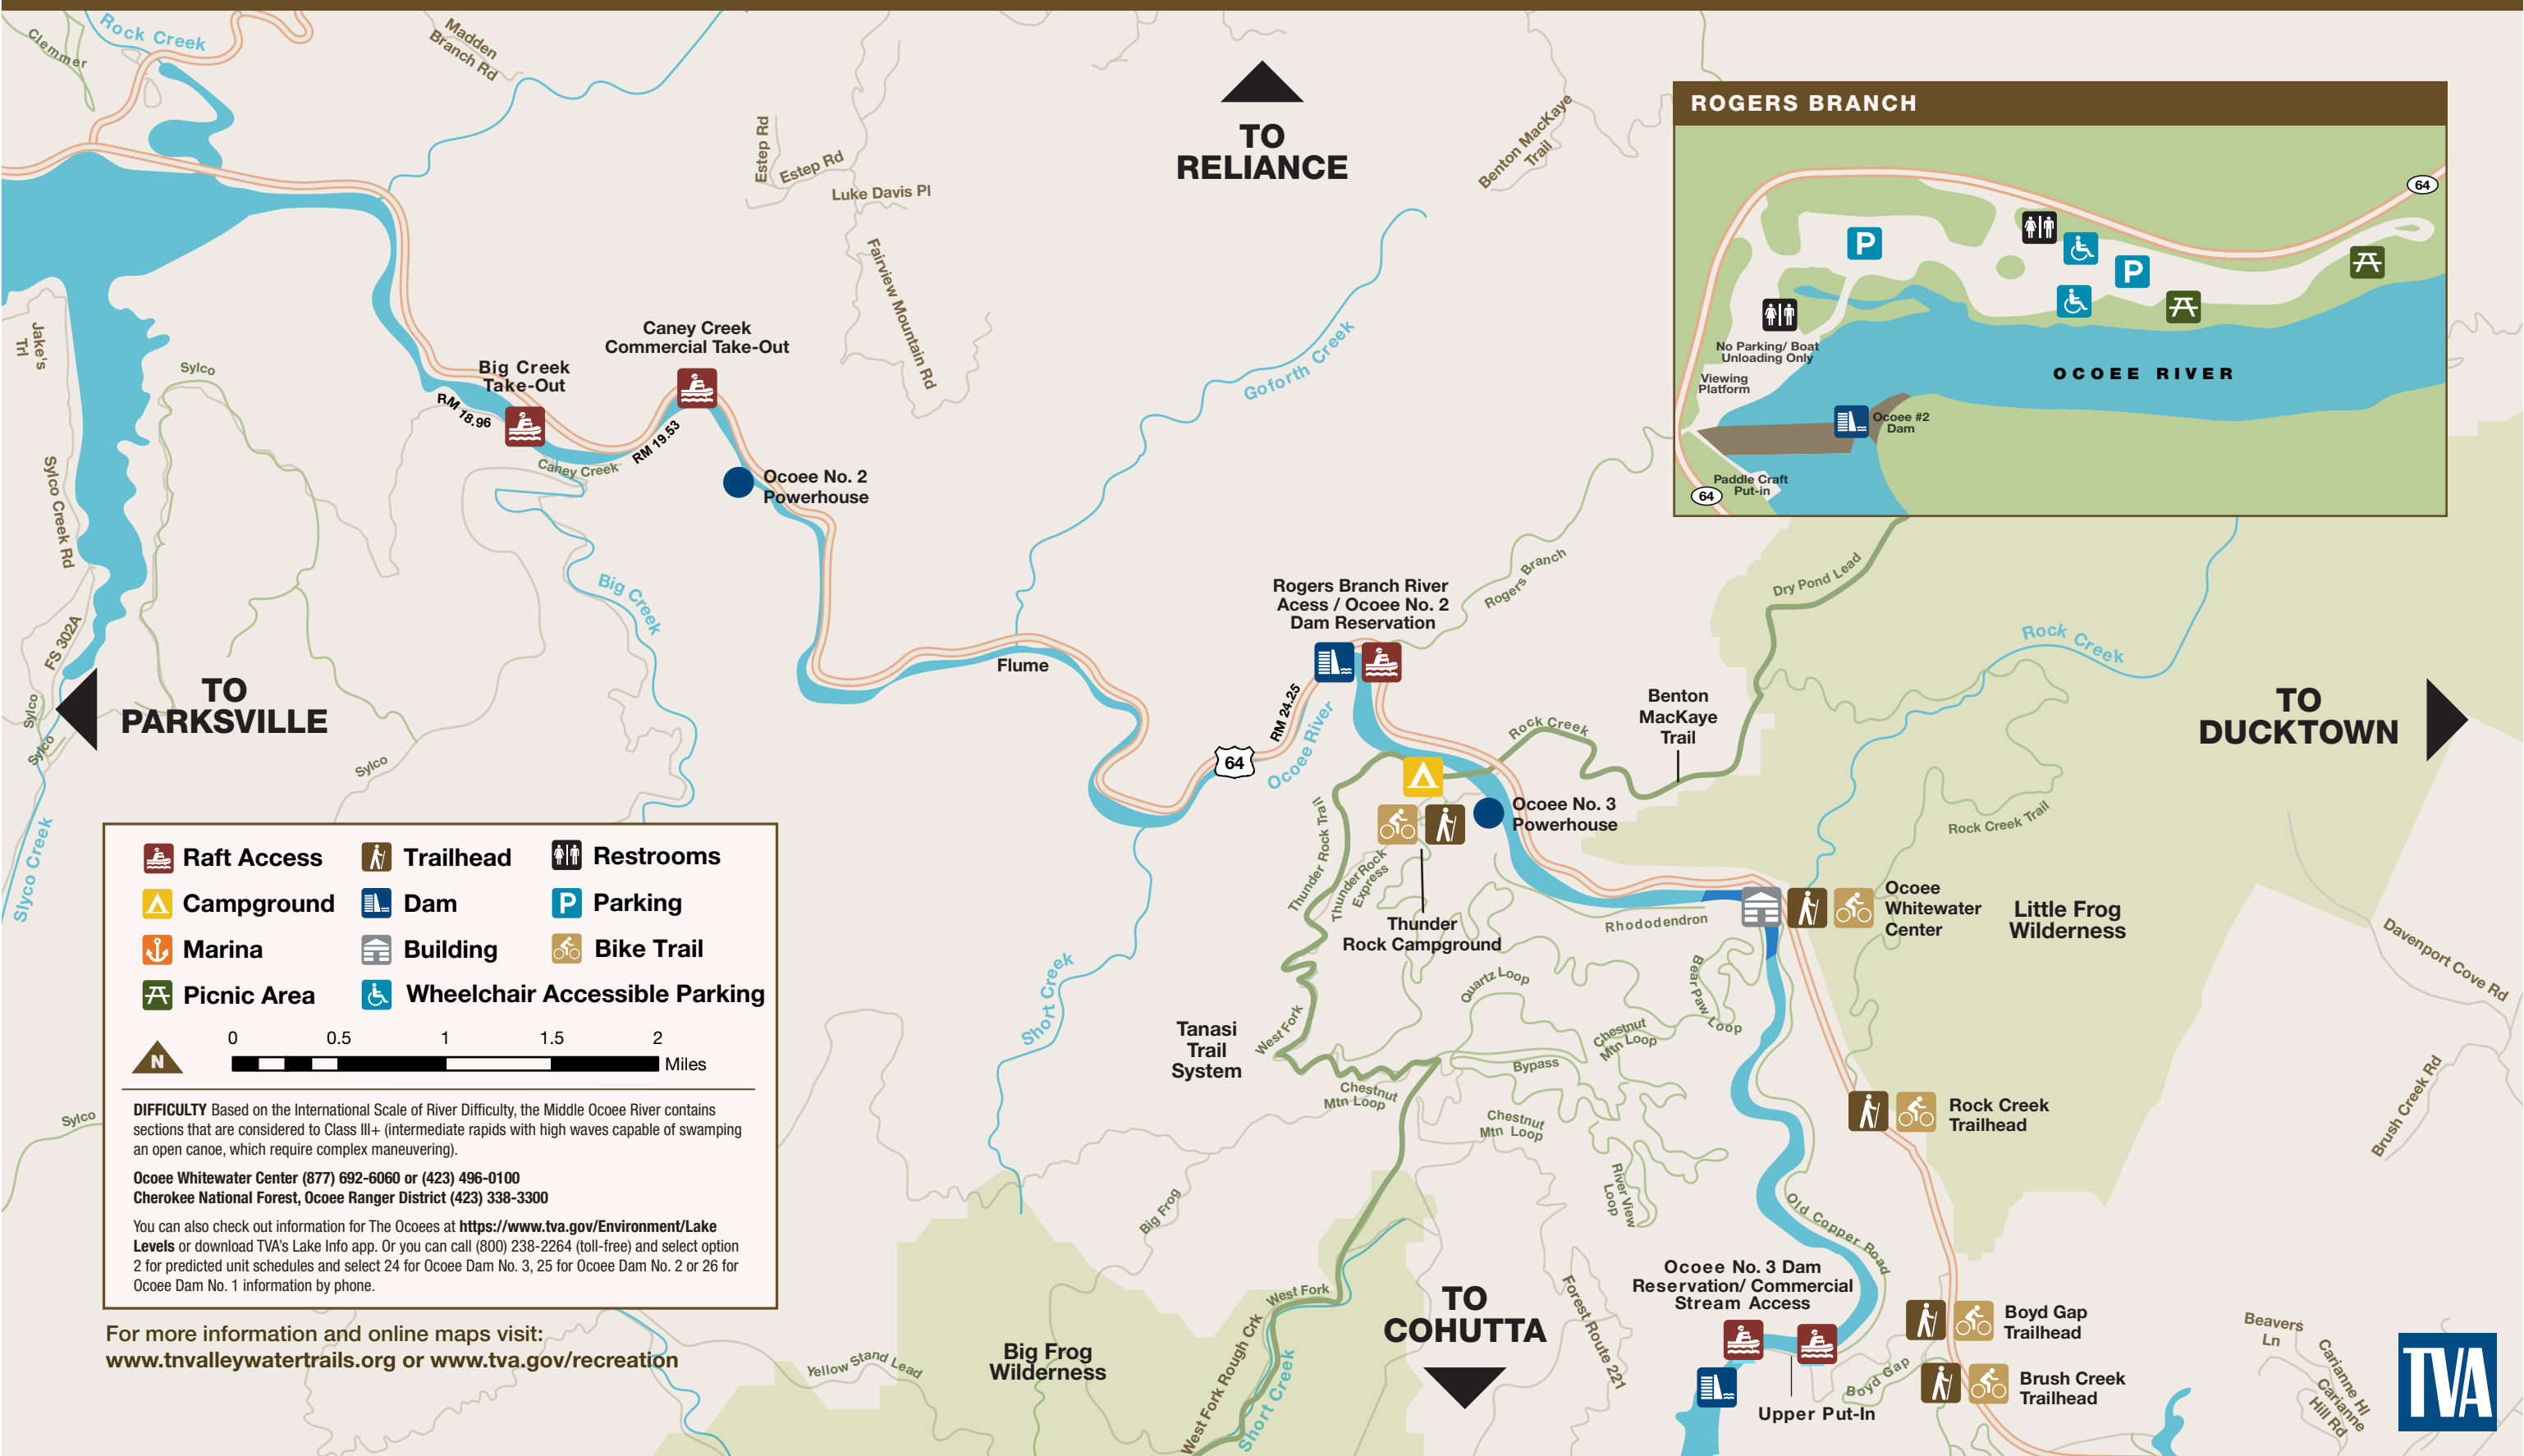 Rock Creek
Clemmer
Madden
Branch Rd
Estep Rd
Estep Rd
Luke Davis Pl
Fairview Mountain Rd
TO
RELIANCE
Benton MacKaye
Trail
ROGERS BRANCH
64
P
P
No Parking/ Boat
Unloading Only
Viewing
Platform
OCOEE RIVER
Ocoee #2
Dam
Paddle Craft
Put-in
64
Jake's
Trl
Sylco
Sylco Creek Rd
FS 302A
Sylco
Sylco
Slyco Creek
TO
PARKSVILLE
Sylco
Sylco
Caney Creek
Commercial Take-Out
Big Creek
Take-Out
RM 18.96
RM 19.53
Caney Creek
Ocoee No. 2
Powerhouse
Big Creek
Goforth Creek
Flume
Rogers Branch River
Acess / Ocoee No. 2
Dam Reservation
Rogers Branch
RM 24.25
64
Ocoee River
Dry Pond Lead
Rock Creek
Benton
MacKaye
Trail
Rock Creek
TO
DUCKTOWN
Ocoee No. 3
Powerhouse
Thunder Rock Trail
Thunder Rock
Express
Thunder
Rock Campground
Rock Creek Trail
Rhododendron
Ocoee
Whitewater
Center
Little Frog
Wilderness
Davenport Cove Rd
Brush Creek Rd
Short Creek
Tanasi
Trail
System
West Fork
Quartz Loop
Bear Paw Loop
Chestnut
Mtn Loop
Bypass
Chestnut
Mtn Loop
Chestnut
Mtn Loop
River View
Loop
Rock Creek
Trailhead
Old Copper Road
Big Frog
Ocoee No. 3 Dam
Reservation/ Commercial
Stream Access
Upper Put-In
Boyd Gap
Boyd Gap
Trailhead
Brush Creek
Trailhead
Beavers
Ln
Carianne Hl
Carianne
Hill Rd
Forest Route 221
TO
COHUTTA
West Fork
West Fork Rough Crk
Short Creek
Big Frog
Wilderness
Yellow Stand Lead
Raft Access
Trailhead
Restrooms
Campground
Dam
P Parking
Marina
Building
Bike Trail
Picnic Area
Wheelchair Accessible Parking
N
0 0.5 1 1.5 2
Miles
DIFFICULTY Based on the International Scale of River Difficulty, the Middle Ocoee River contains
sections that are considered to Class III+ (intermediate rapids with high waves capable of swamping
an open canoe, which require complex maneuvering).
Ocoee Whitewater Center (877) 692-6060 or (423) 496-0100
Cherokee National Forest, Ocoee Ranger District (423) 338-3300
You can also check out information for The Ocoees at https://www.tva.gov/Environment/Lake
Levels or download TVA's Lake Info app. Or you can call (800) 238-2264 (toll-free) and select option
2 for predicted unit schedules and select 24 for Ocoee Dam No. 3, 25 for Ocoee Dam No. 2 or 26 for
Ocoee Dam No. 1 information by phone.
For more information and online maps visit:
www.tnvalleywatertrails.org or www.tva.gov/recreation
TVA